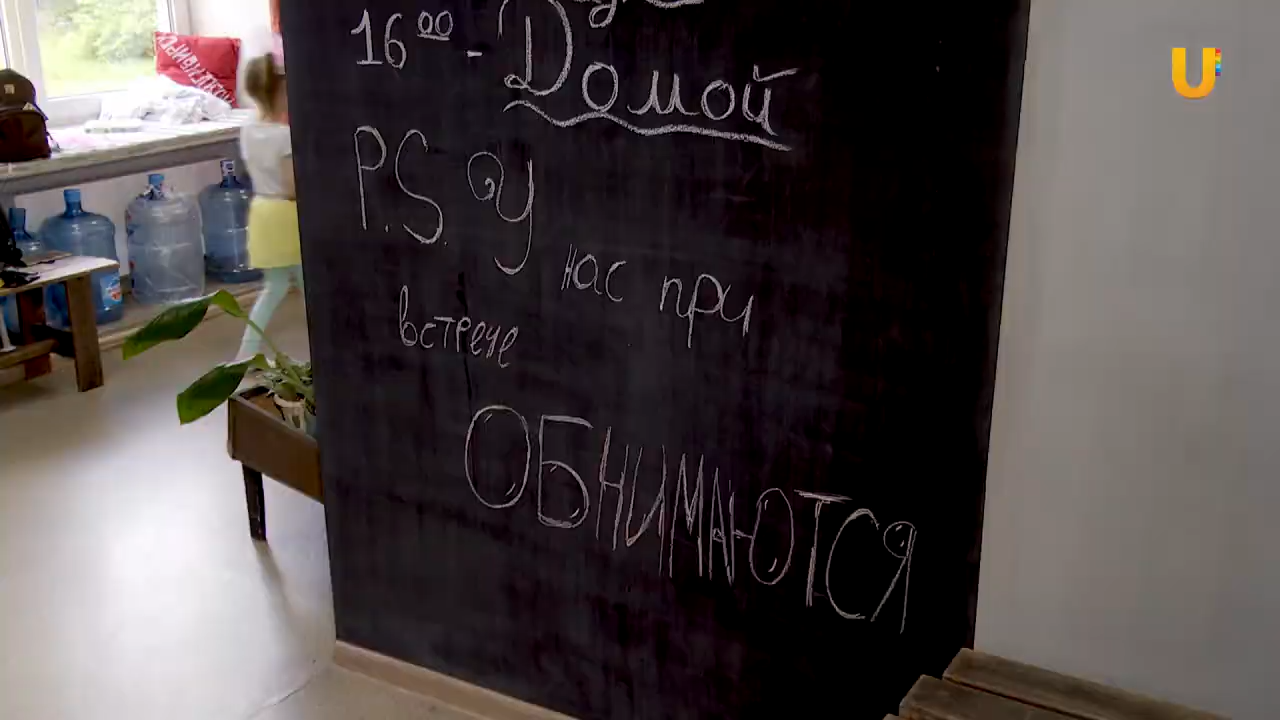 16⁰⁰ - Домой
P.S. У нас при
встрече
ОБНИМАЮТСЯ
U